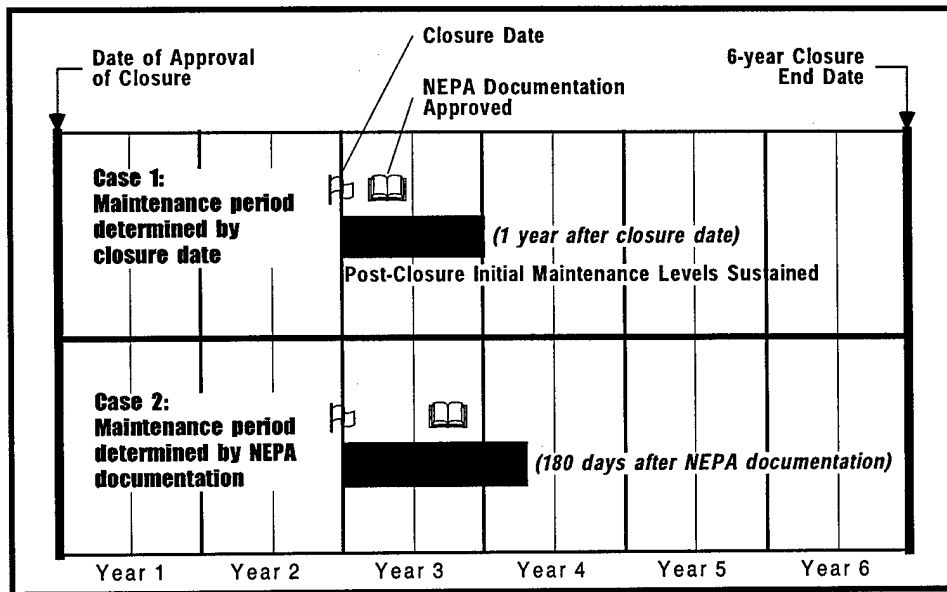 Closure Date
Date of Approval
of Closure
6-year Closure
End Date
NEPA Documentation
Approved
Case 1:
Maintenance period
determined by
closure date
(1 year after closure date)
Post-Closure Initial Maintenance Levels Sustained
Case 2:
Maintenance period
determined by NEPA
documentation
(180 days after NEPA documentation)
Year 1
Year 2
Year 3
Year 4
Year 5
Year 6